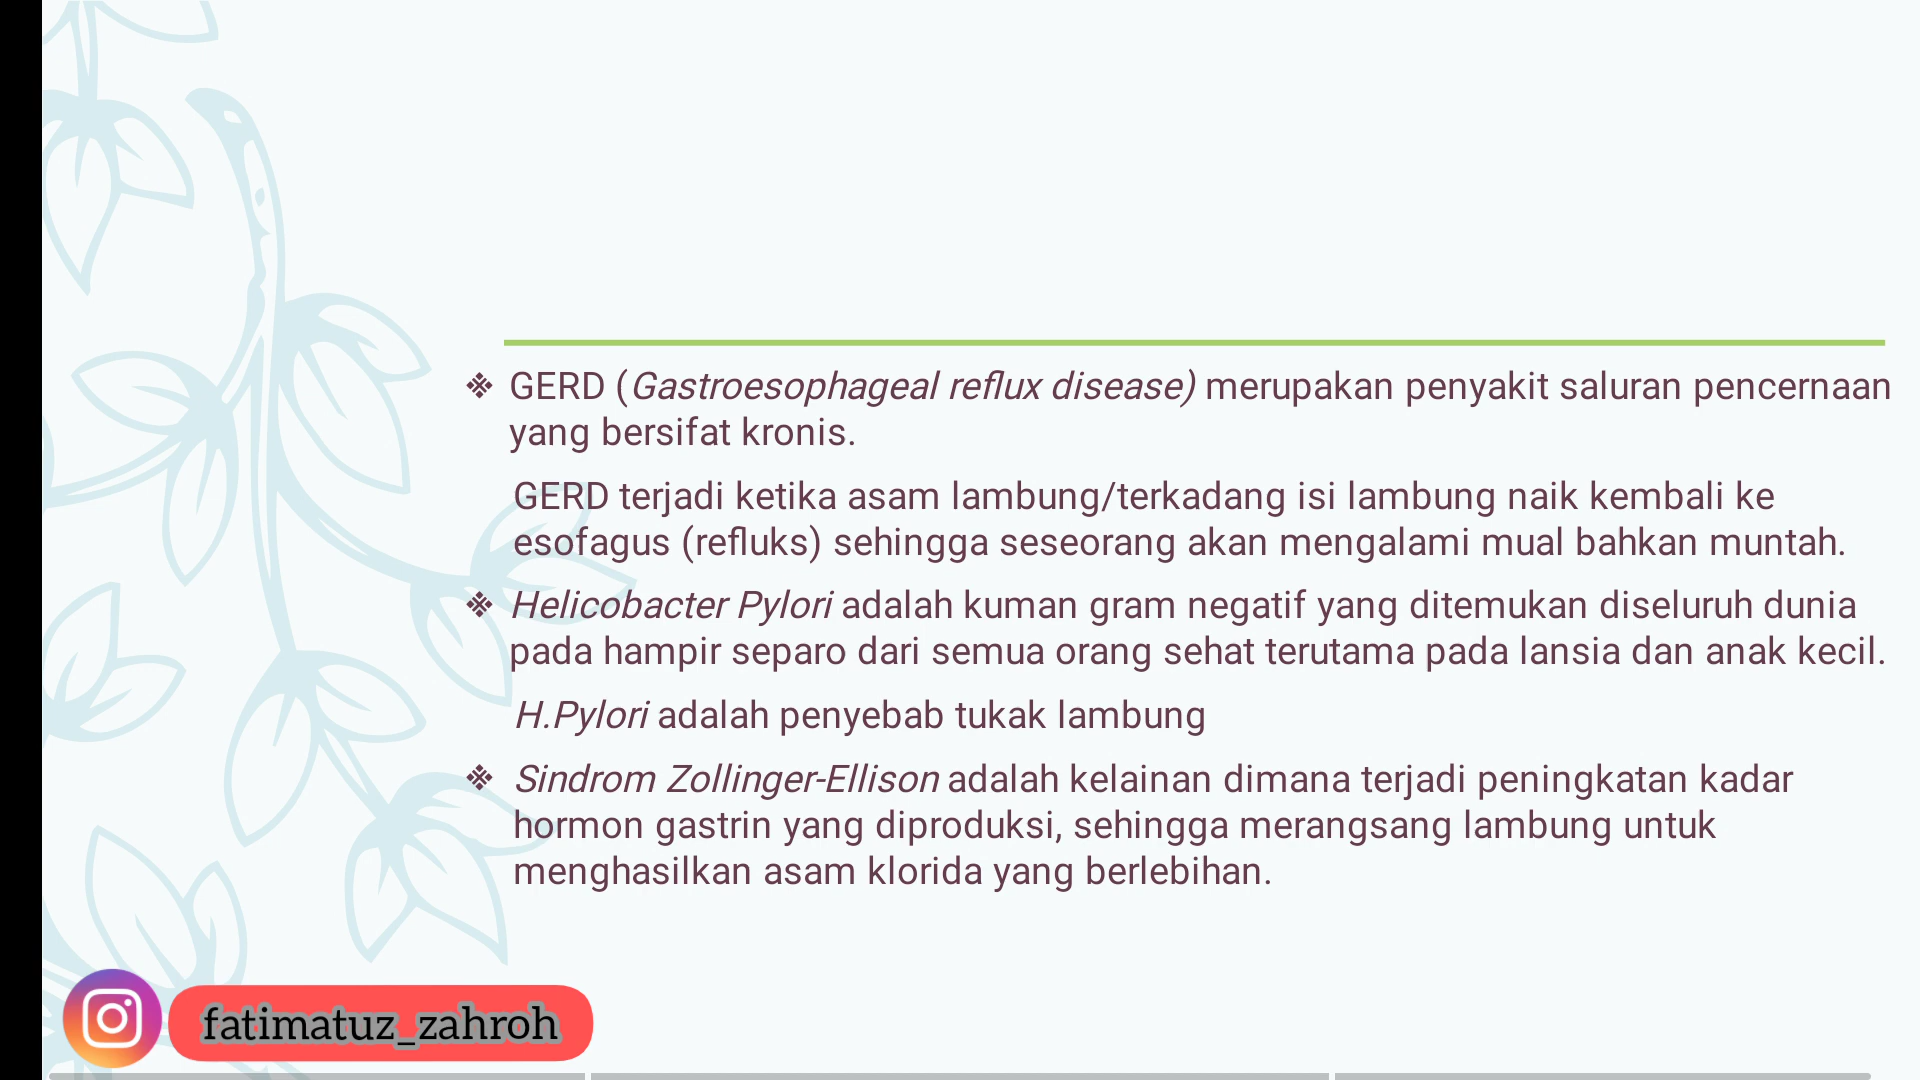 ❖ GERD (Gastroesophageal reflux disease) merupakan penyakit saluran pencernaan
yang bersifat kronis.
GERD terjadi ketika asam lambung/terkadang isi lambung naik kembali ke
esofagus (refluks) sehingga seseorang akan mengalami mual bahkan muntah.
❖ Helicobacter Pylori adalah kuman gram negatif yang ditemukan diseluruh dunia
pada hampir separo dari semua orang sehat terutama pada lansia dan anak kecil.
H.Pylori adalah penyebab tukak lambung
❖ Sindrom Zollinger-Ellison adalah kelainan dimana terjadi peningkatan kadar
hormon gastrin yang diproduksi, sehingga merangsang lambung untuk
menghasilkan asam klorida yang berlebihan.
fatimatuz_zahroh